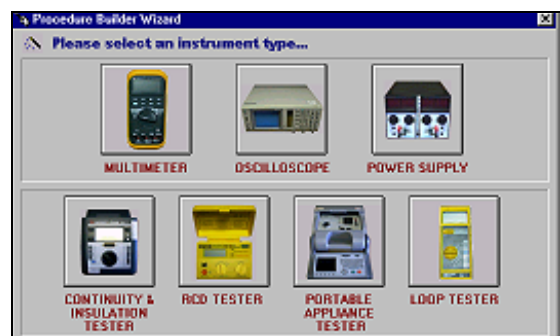 Procedure Builder Wizard
Please select an instrument type...
MULTIMETER OSCILLOSCOPE POWER SUPPLY
CONTINUITY & INSULATION TESTER RCD TESTER PORTABLE APPLIANCE TESTER LOOP TESTER